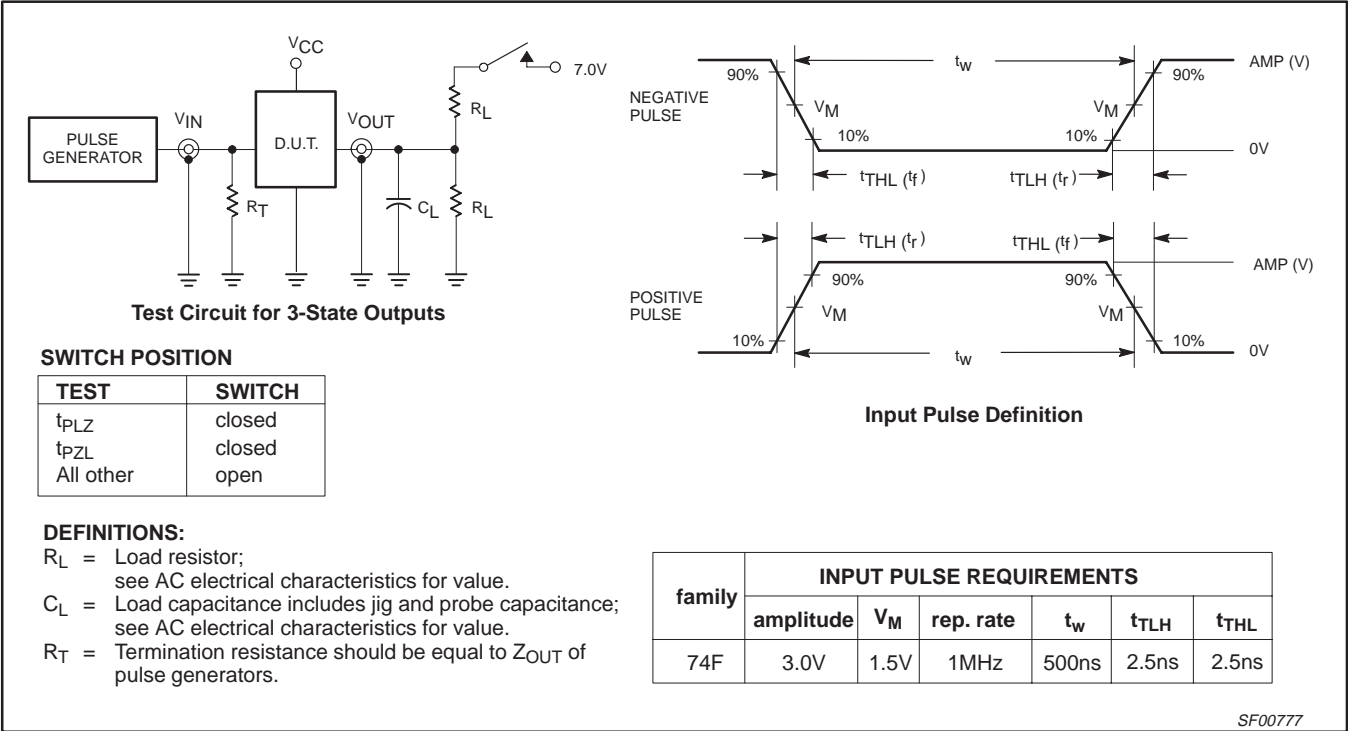 VCC
7.0V
RL
VIN
VOUT
PULSE
GENERATOR
D.U.T.
RT
CL
RL
Test Circuit for 3-State Outputs
SWITCH POSITION
TEST SWITCH
tPLZ closed
tPZL closed
All other open
DEFINITIONS:
RL = Load resistor;
see AC electrical characteristics for value.
CL = Load capacitance includes jig and probe capacitance;
see AC electrical characteristics for value.
RT = Termination resistance should be equal to ZOUT of
pulse generators.
tw
AMP (V)
90%
90%
NEGATIVE
PULSE
VM
VM
10%
10%
0V
tTHL (tf)
tTLH (tr)
tTLH (tr)
tTHL (tf)
AMP (V)
90%
90%
POSITIVE
PULSE
VM
VM
10%
10%
tw
0V
Input Pulse Definition
family
INPUT PULSE REQUIREMENTS
amplitude VM rep. rate tw tTLH tTHL
74F 3.0V 1.5V 1MHz 500ns 2.5ns 2.5ns
SF00777